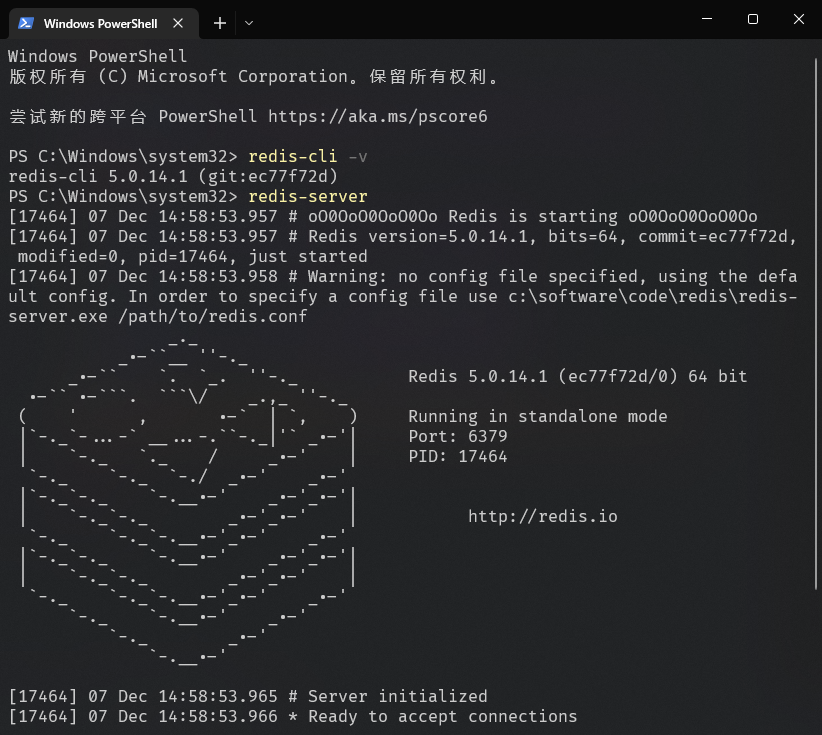 Windows PowerShell
Windows PowerShell
版权所有 (C) Microsoft Corporation。保留所有权利。
尝试新的跨平台 PowerShell https://aka.ms/pscore6
PS C:\Windows\system32> redis-cli -v
redis-cli 5.0.14.1 (git:ec77f72d)
PS C:\Windows\system32> redis-server
[17464] 07 Dec 14:58:53.957 # oO0OoO0OoO0Oo Redis is starting oO0OoO0OoO0Oo
[17464] 07 Dec 14:58:53.957 # Redis version=5.0.14.1, bits=64, commit=ec77f72d,
modified=0, pid=17464, just started
[17464] 07 Dec 14:58:53.958 # Warning: no config file specified, using the defa
ult config. In order to specify a config file use c:\software\code\redis\redis-
server.exe /path/to/redis.conf
Redis 5.0.14.1 (ec77f72d/0) 64 bit
Running in standalone mode
Port: 6379
PID: 17464
http://redis.io
[17464] 07 Dec 14:58:53.965 # Server initialized
[17464] 07 Dec 14:58:53.966 * Ready to accept connections